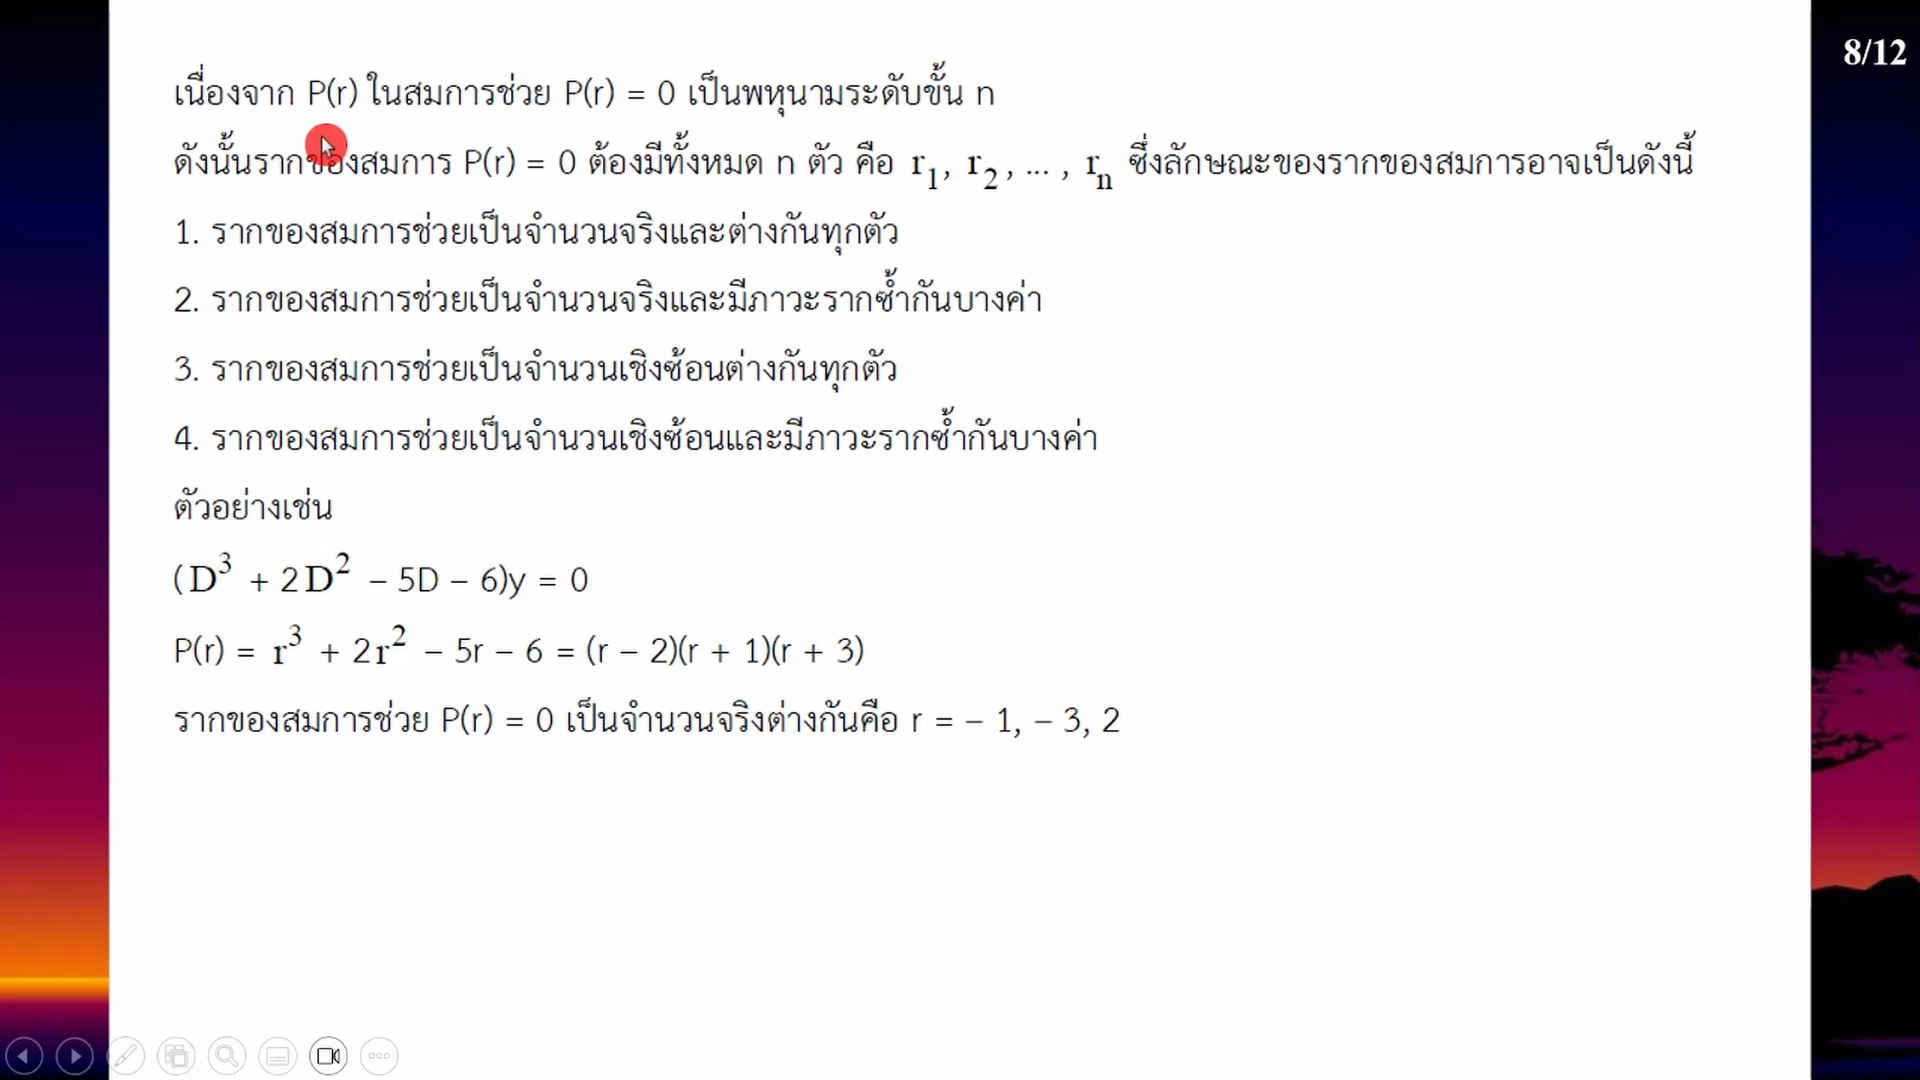 8/12
เนื่องจาก P(r) ในสมการช่วย P(r) = 0 เป็นพหุนามระดับขั้น n
ดังนั้นรากของสมการ P(r) = 0 ต้องมีทั้งหมด n ตัว คือ r₁, r₂, ... , rₙ ซึ่งลักษณะของรากของสมการอาจเป็นดังนี้
1. รากของสมการช่วยเป็นจำนวนจริงและต่างกันทุกตัว
2. รากของสมการช่วยเป็นจำนวนจริงและมีภาวะรากซ้ำกันบางค่า
3. รากของสมการช่วยเป็นจำนวนเชิงซ้อนต่างกันทุกตัว
4. รากของสมการช่วยเป็นจำนวนเชิงซ้อนและมีภาวะรากซ้ำกันบางค่า
ตัวอย่างเช่น
(D³ + 2D² – 5D – 6)y = 0
P(r) = r³ + 2r² – 5r – 6 = (r – 2)(r + 1)(r + 3)
รากของสมการช่วย P(r) = 0 เป็นจำนวนจริงต่างกันคือ r = – 1, – 3, 2